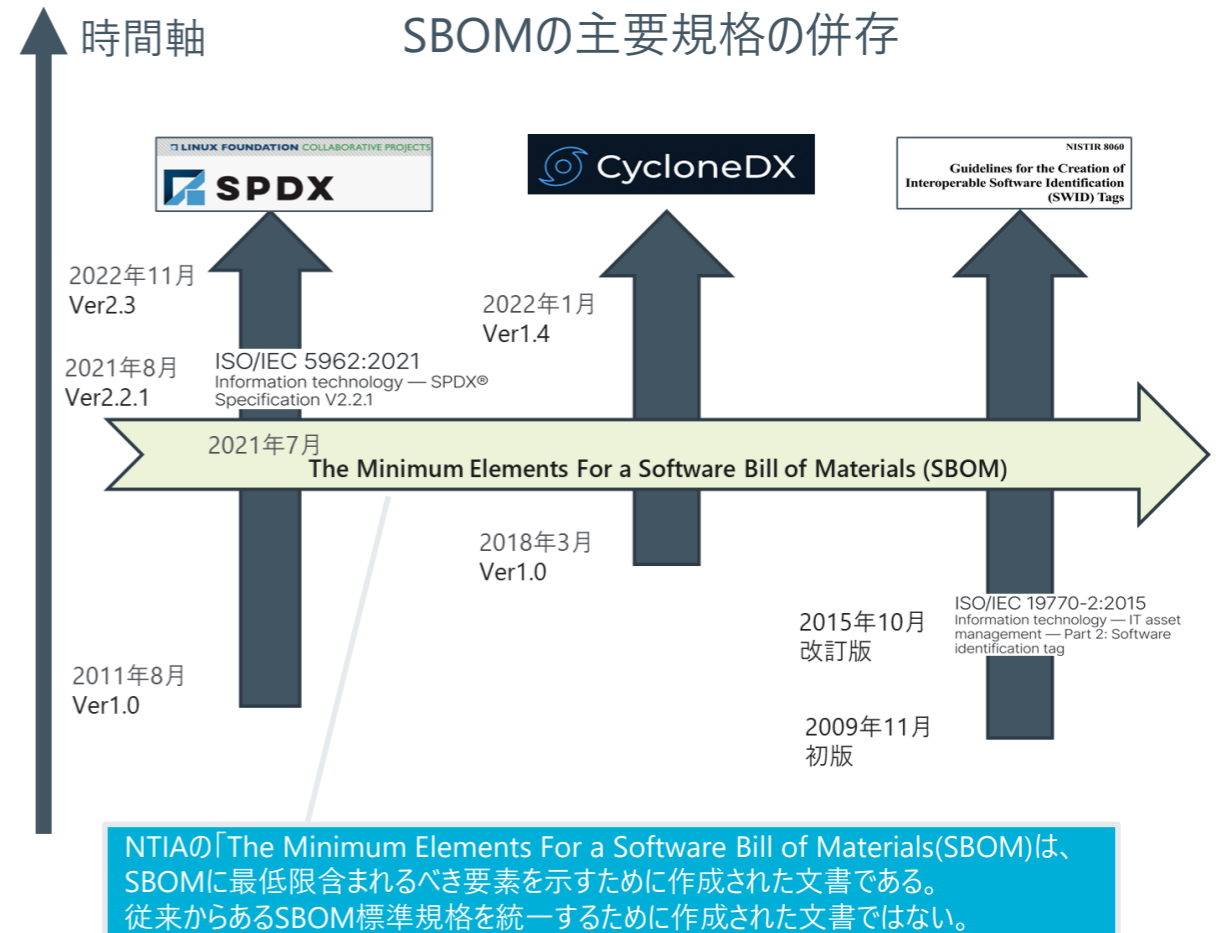 時間軸
SBOMの主要規格の併存
LINUX FOUNDATION COLLABORATIVE PROJECTS
SPDX
CycloneDX
NISTIR 8060
Guidelines for the Creation of
Interoperable Software Identification
(SWID) Tags
2022年11月
Ver2.3
2022年1月
Ver1.4
2021年8月
Ver2.2.1
ISO/IEC 5962:2021
Information technology — SPDX®
Specification V2.2.1
2021年7月
The Minimum Elements For a Software Bill of Materials (SBOM)
2018年3月
Ver1.0
2015年10月
改訂版
ISO/IEC 19770-2:2015
Information technology — IT asset
management — Part 2: Software
identification tag
2011年8月
Ver1.0
2009年11月
初版
NTIAの「The Minimum Elements For a Software Bill of Materials(SBOM)は、
SBOMに最低限含まれるべき要素を示すために作成された文書である。
従来からあるSBOM標準規格を統一するために作成された文書ではない。